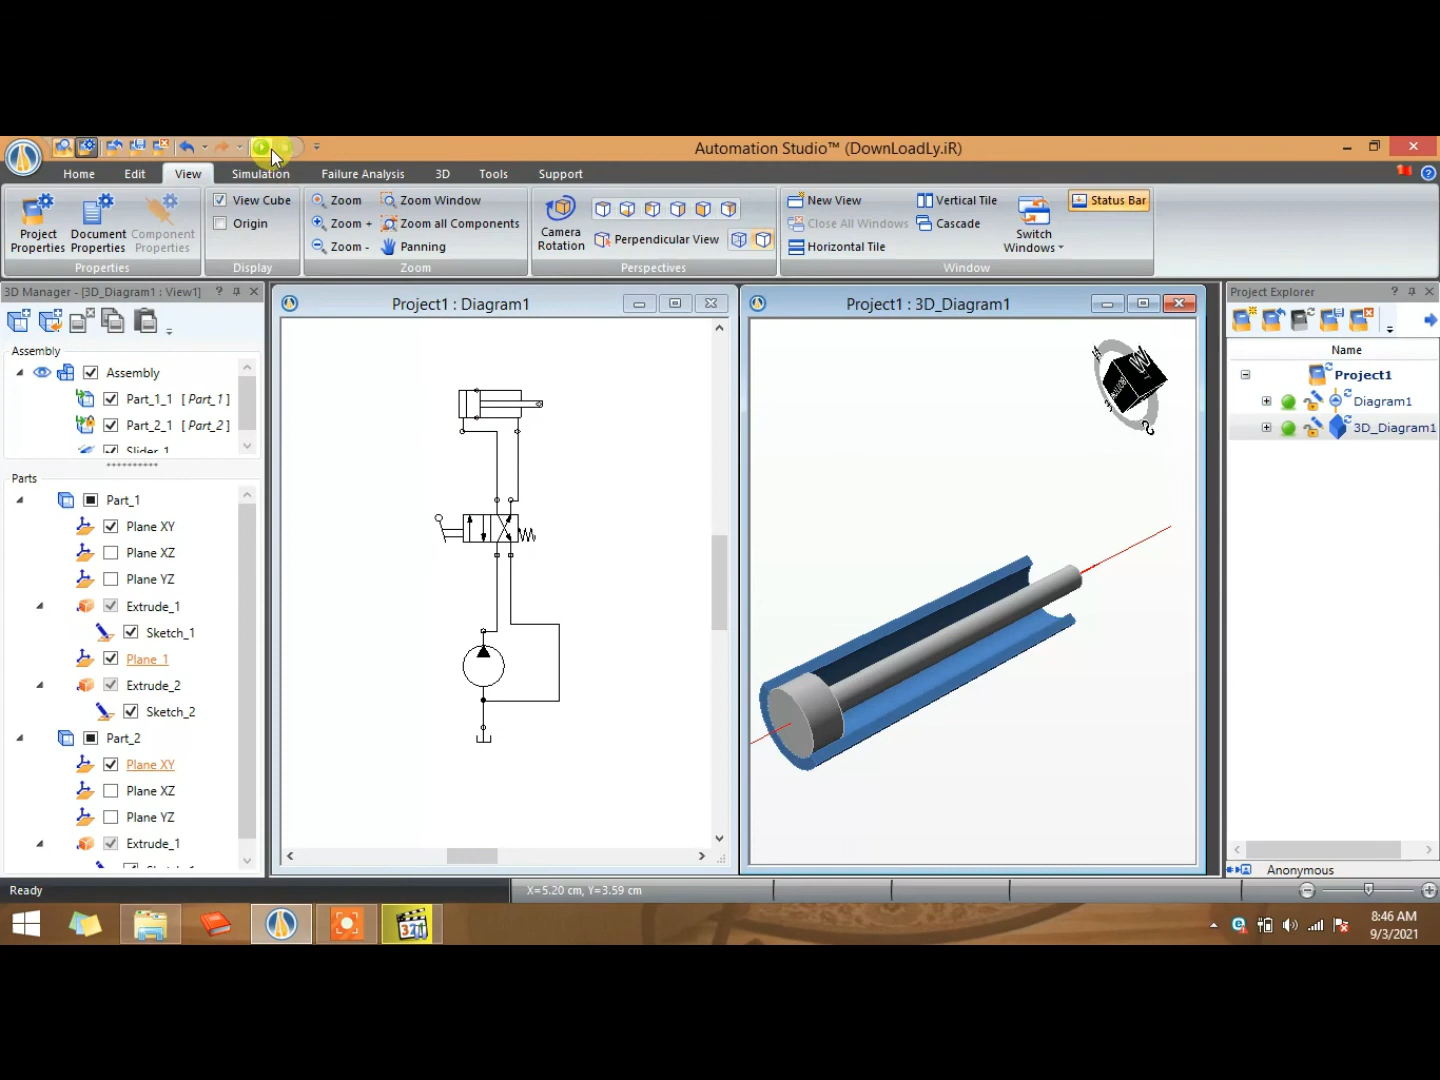 Automation Studio™ (DownLoadLy.iR)
Home Edit View Simulation Failure Analysis 3D Tools Support
Project Properties
Document Properties
Component Properties
Properties
View Cube
Origin
Display
Zoom
Zoom +
Zoom -
Zoom Window
Zoom all Components
Panning
Zoom
Camera Rotation
Perpendicular View
Perspectives
New View
Close All Windows
Horizontal Tile
Vertical Tile
Cascade
Switch Windows
Status Bar
Window
3D Manager - [3D_Diagram1 : View1] ?
Assembly
Assembly
Part_1_1 [ Part_1 ]
Part_2_1 [ Part_2 ]
Slider_1
Parts
Part_1
Plane XY
Plane XZ
Plane YZ
Extrude_1
Sketch_1
Plane_1
Extrude_2
Sketch_2
Part_2
Plane XY
Plane XZ
Plane YZ
Extrude_1
Project1 : Diagram1
Project1 : 3D_Diagram1
W
S
Project Explorer ?
Name
Project1
Diagram1
3D_Diagram1
Anonymous
Ready
X=5.20 cm, Y=3.59 cm
321
8:46 AM
9/3/2021